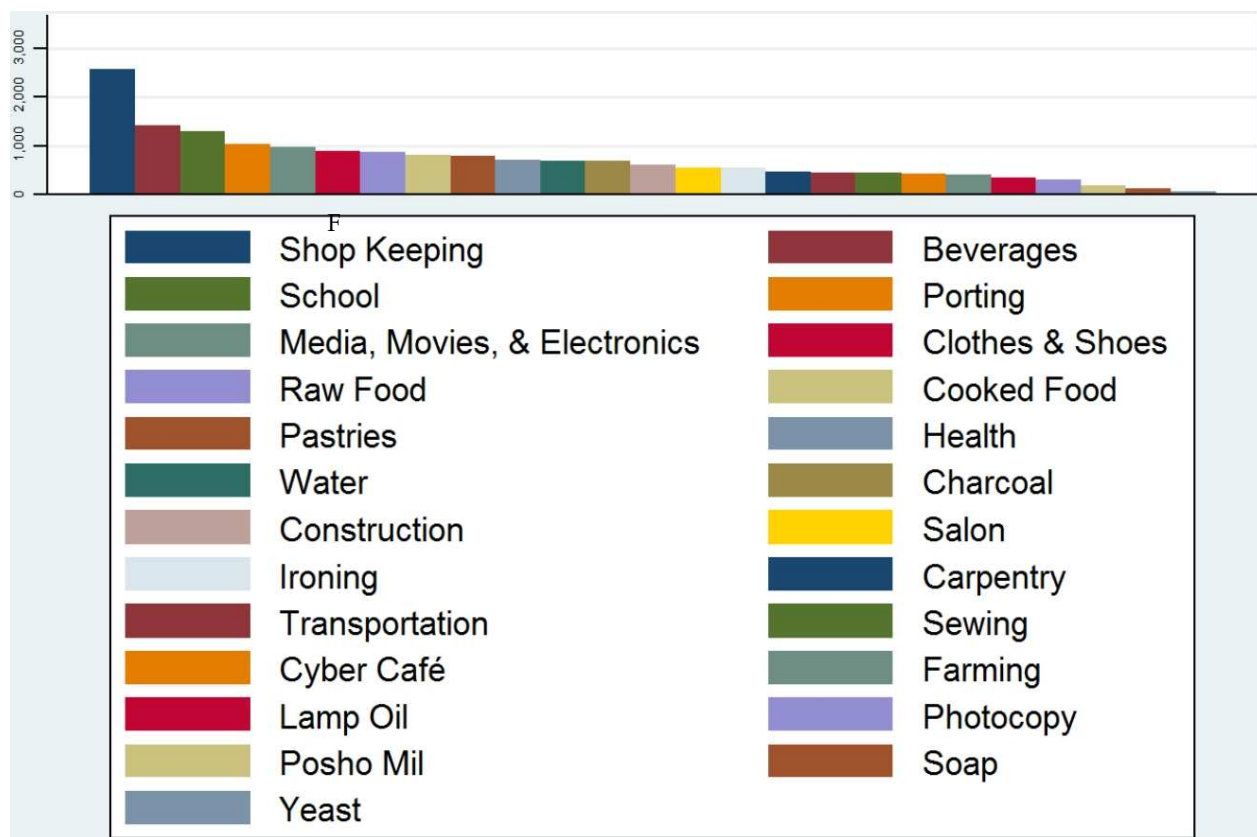 3,000
2,000
1,000
0
F
Shop Keeping Beverages
School Porting
Media, Movies, & Electronics Clothes & Shoes
Raw Food Cooked Food
Pastries Health
Water Charcoal
Construction Salon
Ironing Carpentry
Transportation Sewing
Cyber Café Farming
Lamp Oil Photocopy
Posho Mil Soap
Yeast